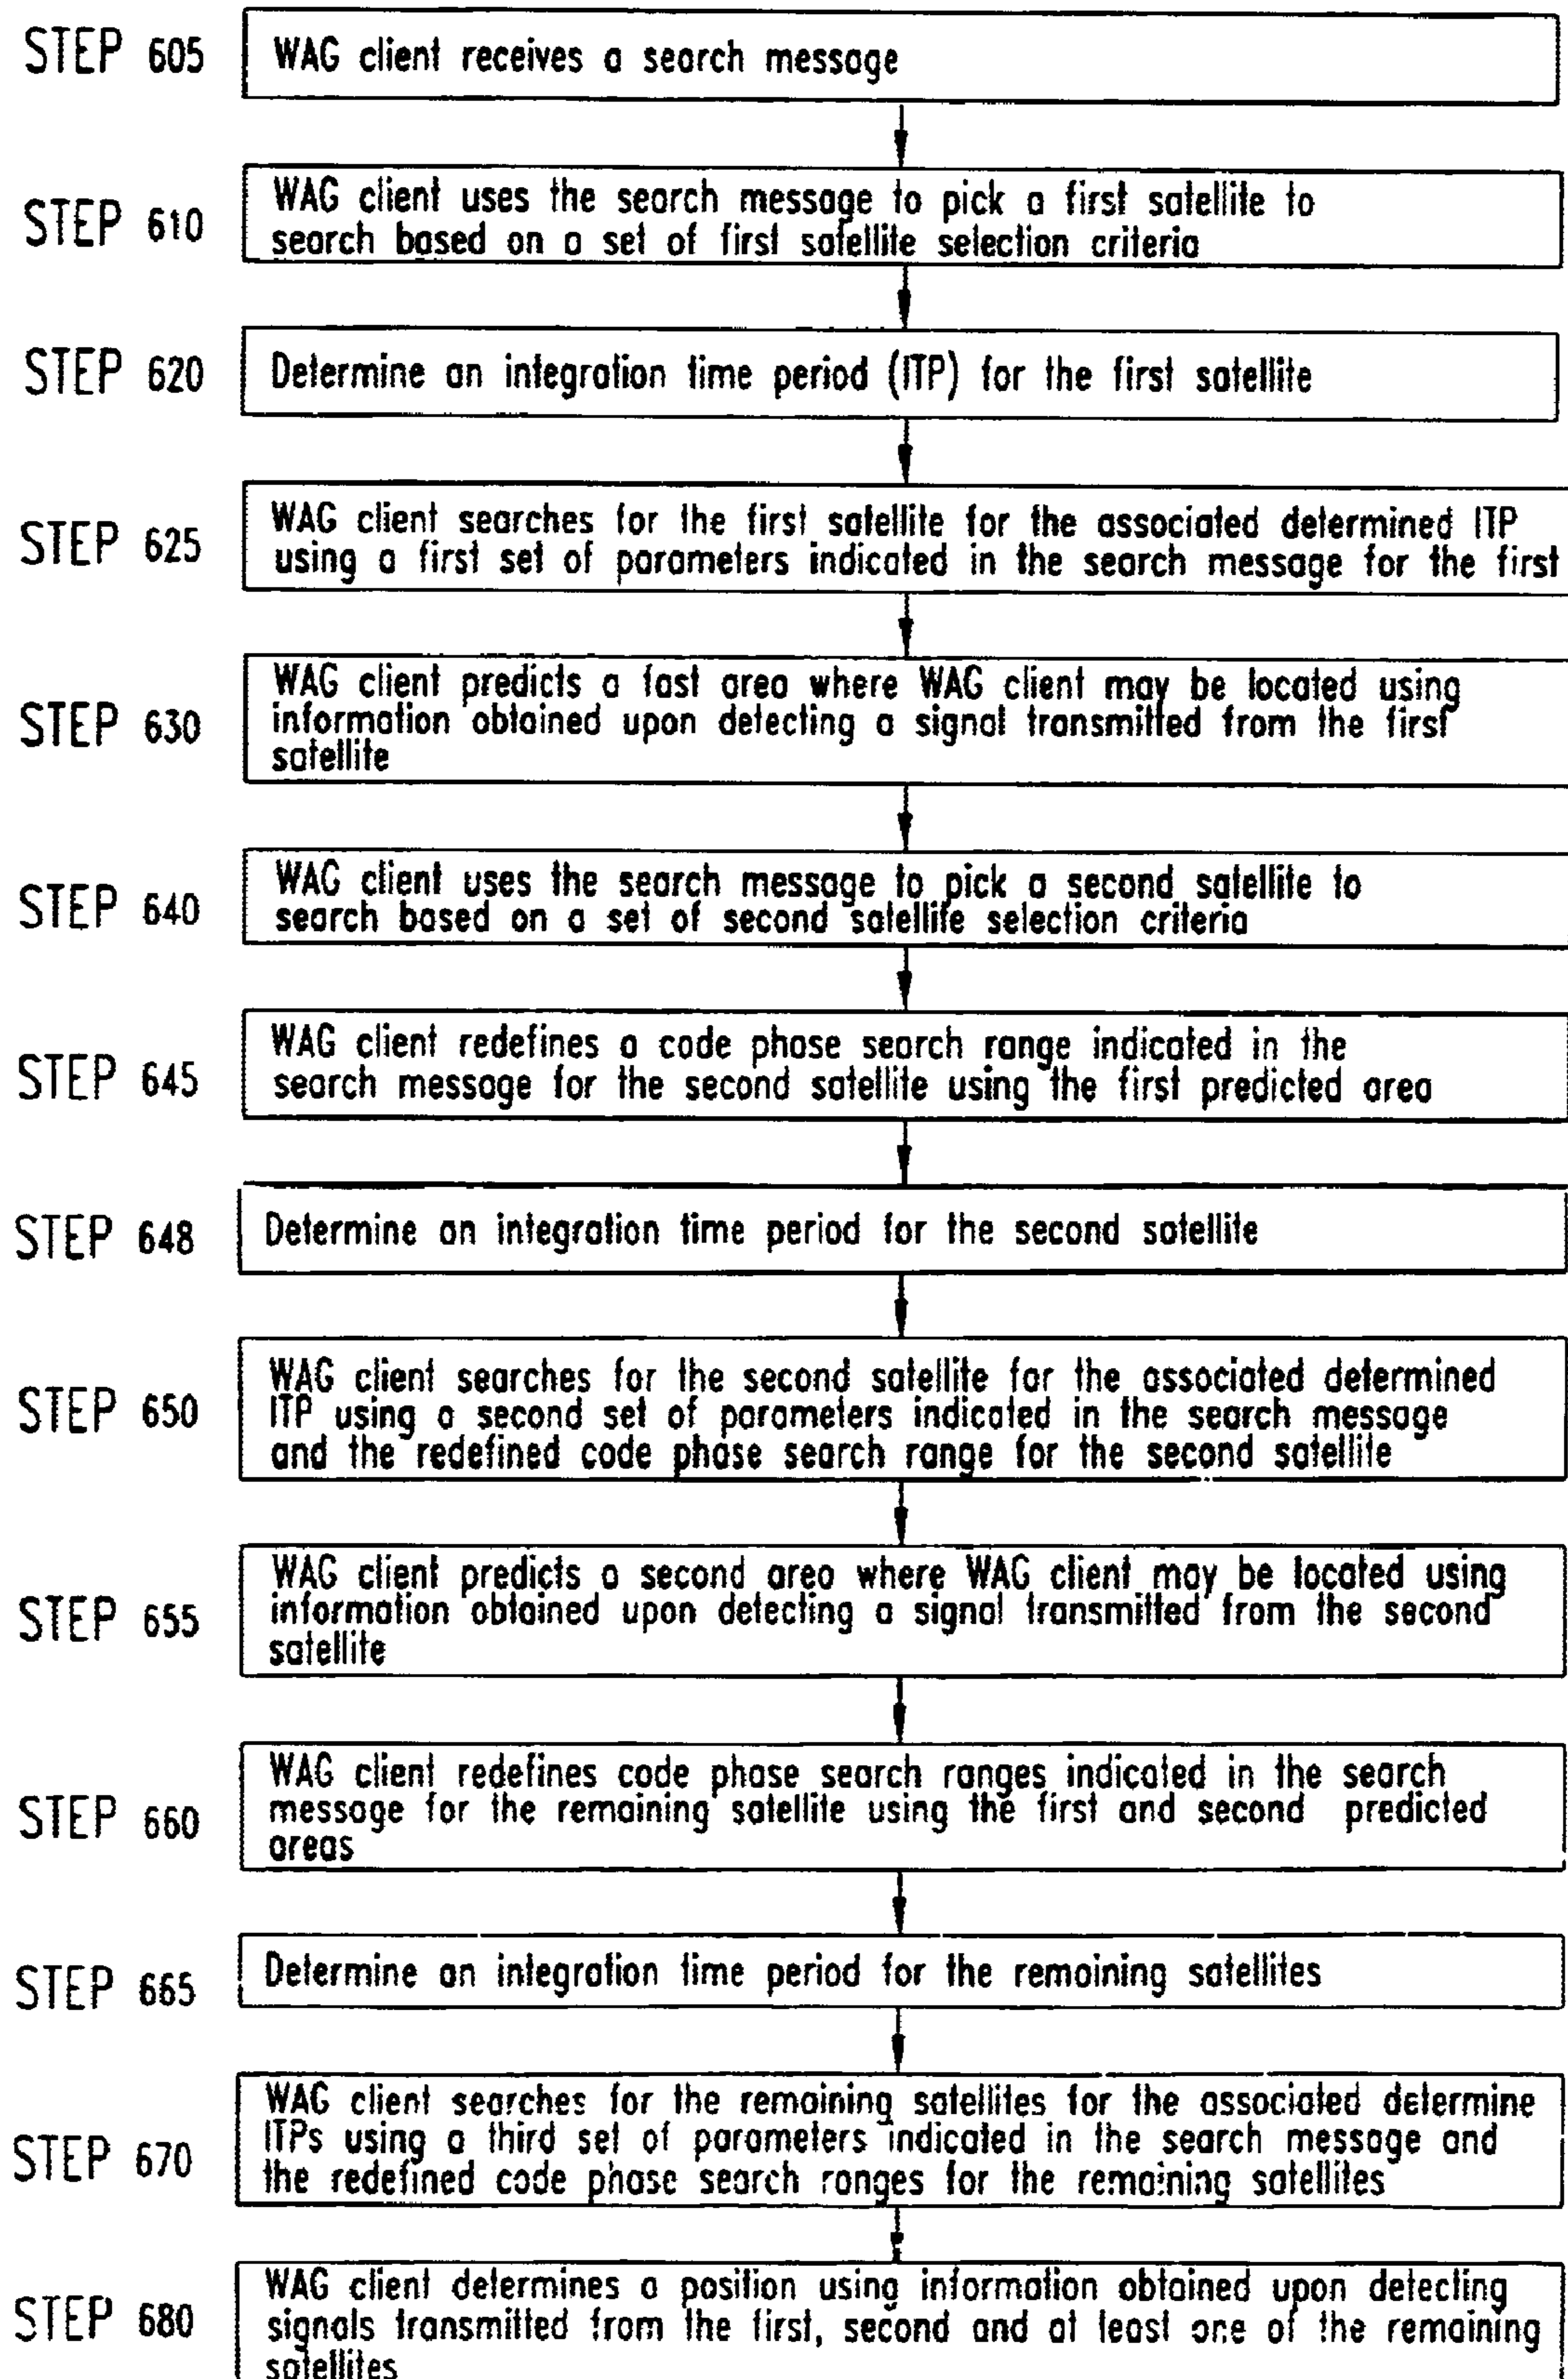 STEP 605
WAG client receives a search message
STEP 610
WAG client uses the search message to pick a first satellite to
search based on a set of first satellite selection criteria
STEP 620
Determine an integration time period (ITP) for the first satellite
STEP 625
WAG client searches for the first satellite for the associated determined ITP
using a first set of parameters indicated in the search message for the first
STEP 630
WAG client predicts a fast area where WAG client may be located using
information obtained upon detecting a signal transmitted from the first
satellite
STEP 640
WAG client uses the search message to pick a second satellite to
search based on a set of second satellite selection criteria
STEP 645
WAG client redefines a code phase search range indicated in the
search message for the second satellite using the first predicted area
STEP 648
Determine an integration time period for the second satellite
STEP 650
WAG client searches for the second satellite for the associated determined
ITP using a second set of parameters indicated in the search message
and the redefined code phase search range for the second satellite
STEP 655
WAG client predicts a second area where WAG client may be located using
information obtained upon detecting a signal transmitted from the second
satellite
STEP 660
WAG client redefines code phase search ranges indicated in the search
message for the remaining satellite using the first and second predicted
areas
STEP 665
Determine an integration time period for the remaining satellites
STEP 670
WAG client searches for the remaining satellites for the associated determine
ITPs using a third set of parameters indicated in the search message and
the redefined code phase search ranges for the remaining satellites
STEP 680
WAG client determines a position using information obtained upon detecting
signals transmitted from the first, second and at least one of the remaining
satellites